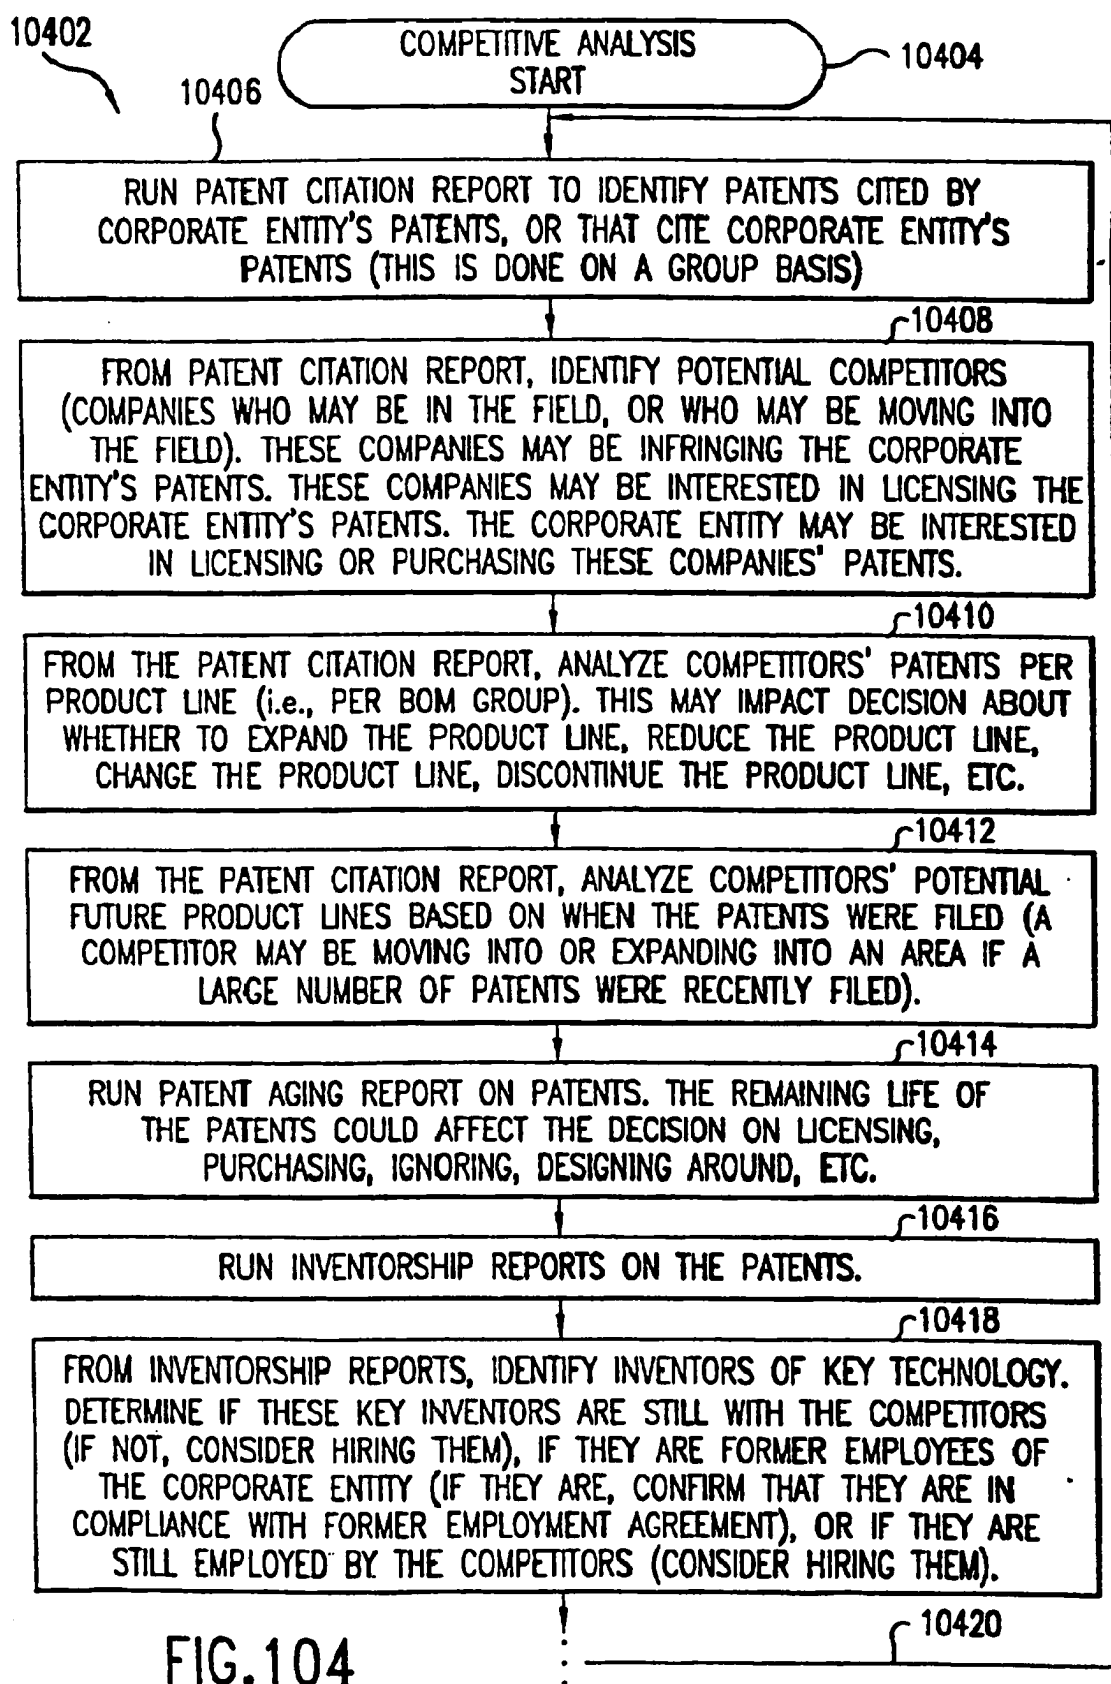 10402
COMPETITIVE ANALYSIS
START
10404
10406
RUN PATENT CITATION REPORT TO IDENTIFY PATENTS CITED BY
CORPORATE ENTITY'S PATENTS, OR THAT CITE CORPORATE ENTITY'S
PATENTS (THIS IS DONE ON A GROUP BASIS)
10408
FROM PATENT CITATION REPORT, IDENTIFY POTENTIAL COMPETITORS
(COMPANIES WHO MAY BE IN THE FIELD, OR WHO MAY BE MOVING INTO
THE FIELD). THESE COMPANIES MAY BE INFRINGING THE CORPORATE
ENTITY'S PATENTS. THESE COMPANIES MAY BE INTERESTED IN LICENSING THE
CORPORATE ENTITY'S PATENTS. THE CORPORATE ENTITY MAY BE INTERESTED
IN LICENSING OR PURCHASING THESE COMPANIES' PATENTS.
10410
FROM THE PATENT CITATION REPORT, ANALYZE COMPETITORS' PATENTS PER
PRODUCT LINE (i.e., PER BOM GROUP). THIS MAY IMPACT DECISION ABOUT
WHETHER TO EXPAND THE PRODUCT LINE, REDUCE THE PRODUCT LINE,
CHANGE THE PRODUCT LINE, DISCONTINUE THE PRODUCT LINE, ETC.
10412
FROM THE PATENT CITATION REPORT, ANALYZE COMPETITORS' POTENTIAL
FUTURE PRODUCT LINES BASED ON WHEN THE PATENTS WERE FILED (A
COMPETITOR MAY BE MOVING INTO OR EXPANDING INTO AN AREA IF A
LARGE NUMBER OF PATENTS WERE RECENTLY FILED).
10414
RUN PATENT AGING REPORT ON PATENTS. THE REMAINING LIFE OF
THE PATENTS COULD AFFECT THE DECISION ON LICENSING,
PURCHASING, IGNORING, DESIGNING AROUND, ETC.
10416
RUN INVENTORSHIP REPORTS ON THE PATENTS.
10418
FROM INVENTORSHIP REPORTS, IDENTIFY INVENTORS OF KEY TECHNOLOGY.
DETERMINE IF THESE KEY INVENTORS ARE STILL WITH THE COMPETITORS
(IF NOT, CONSIDER HIRING THEM), IF THEY ARE FORMER EMPLOYEES OF
THE CORPORATE ENTITY (IF THEY ARE, CONFIRM THAT THEY ARE IN
COMPLIANCE WITH FORMER EMPLOYMENT AGREEMENT), OR IF THEY ARE
STILL EMPLOYED BY THE COMPETITORS (CONSIDER HIRING THEM).
10420
FIG.104